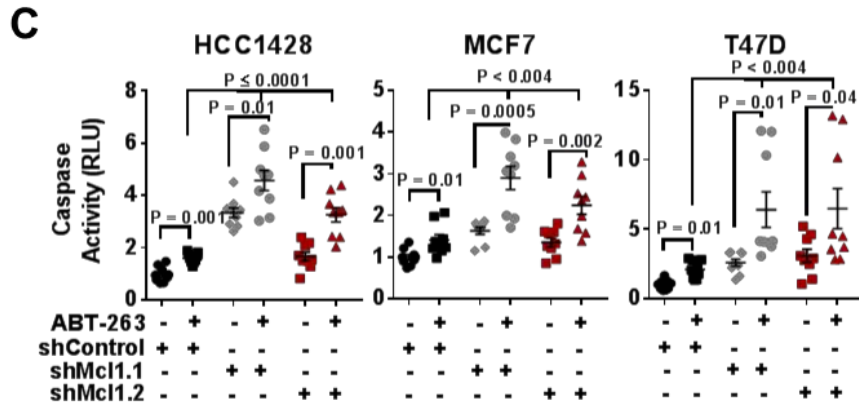 C
HCC1428 MCF7 T47D
Caspase
Activity (RLU)
8
6
4
2
0
P ≤ 0.0001
P = 0.01
P = 0.001
P = 0.001
5
4
3
2
1
0
P < 0.004
P = 0.0005
P = 0.002
P = 0.01
15
10
5
0
P < 0.004
P = 0.01
P = 0.04
P = 0.01
ABT-263 - + - + - + - + - + - + - + - + - +
shControl + + - - - - + + - - - - + + - - - -
shMcl1.1 - - + + - - - - + + - - - - + + - -
shMcl1.2 - - - - + + - - - - + + - - - - + +